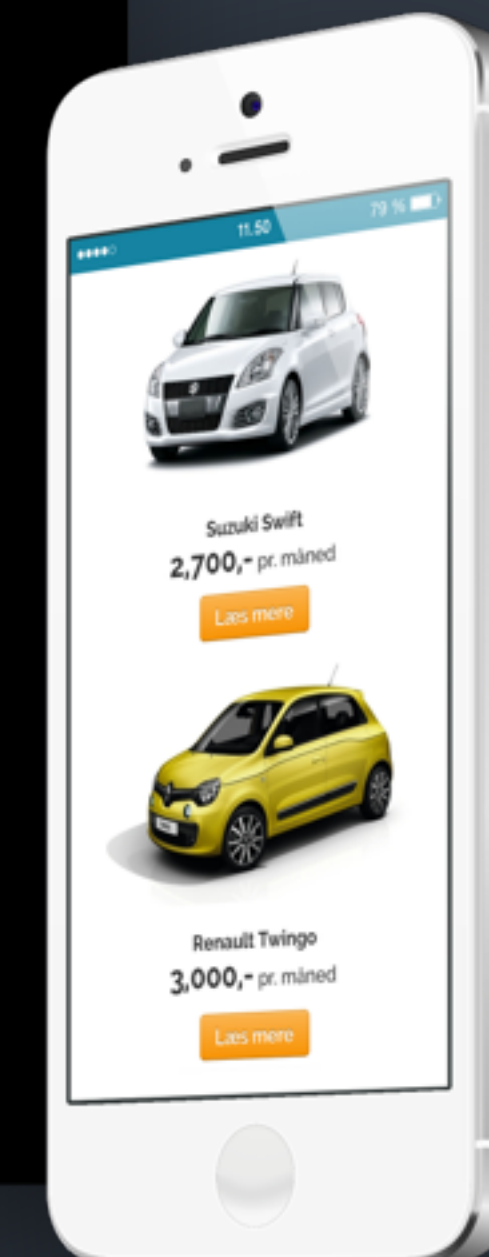 11.50
79 %
Suzuki Swift
2,700,- pr. måned
Læs mere
Renault Twingo
3,000,- pr. måned
Læs mere